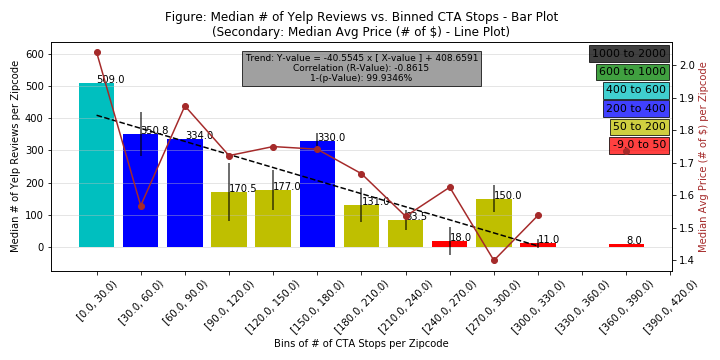 Figure: Median # of Yelp Reviews vs. Binned CTA Stops - Bar Plot
(Secondary: Median Avg Price (# of $) - Line Plot)
Trend: Y-value = -40.5545 x [ X-value ] + 408.6591
Correlation (R-Value): -0.8615
1-(p-Value): 99.9346%
1000 to 2000
600 to 1000
400 to 600
200 to 400
50 to 200
-9.0 to 50
Median # of Yelp Reviews per Zipcode
600
500
400
300
200
100
0
509.0
350.8
334.0
170.5
177.0
330.0
131.0
83.5
18.0
150.0
11.0
8.0
2.0
1.9
1.8
1.7
1.6
1.5
1.4
Median Avg Price (# of $) per Zipcode
[0.0, 30.0)
[30.0, 60.0)
[60.0, 90.0)
[90.0, 120.0)
[120.0, 150.0)
[150.0, 180.0)
[180.0, 210.0)
[210.0, 240.0)
[240.0, 270.0)
[270.0, 300.0)
[300.0, 330.0)
[330.0, 360.0)
[360.0, 390.0)
[390.0, 420.0)
Bins of # of CTA Stops per Zipcode